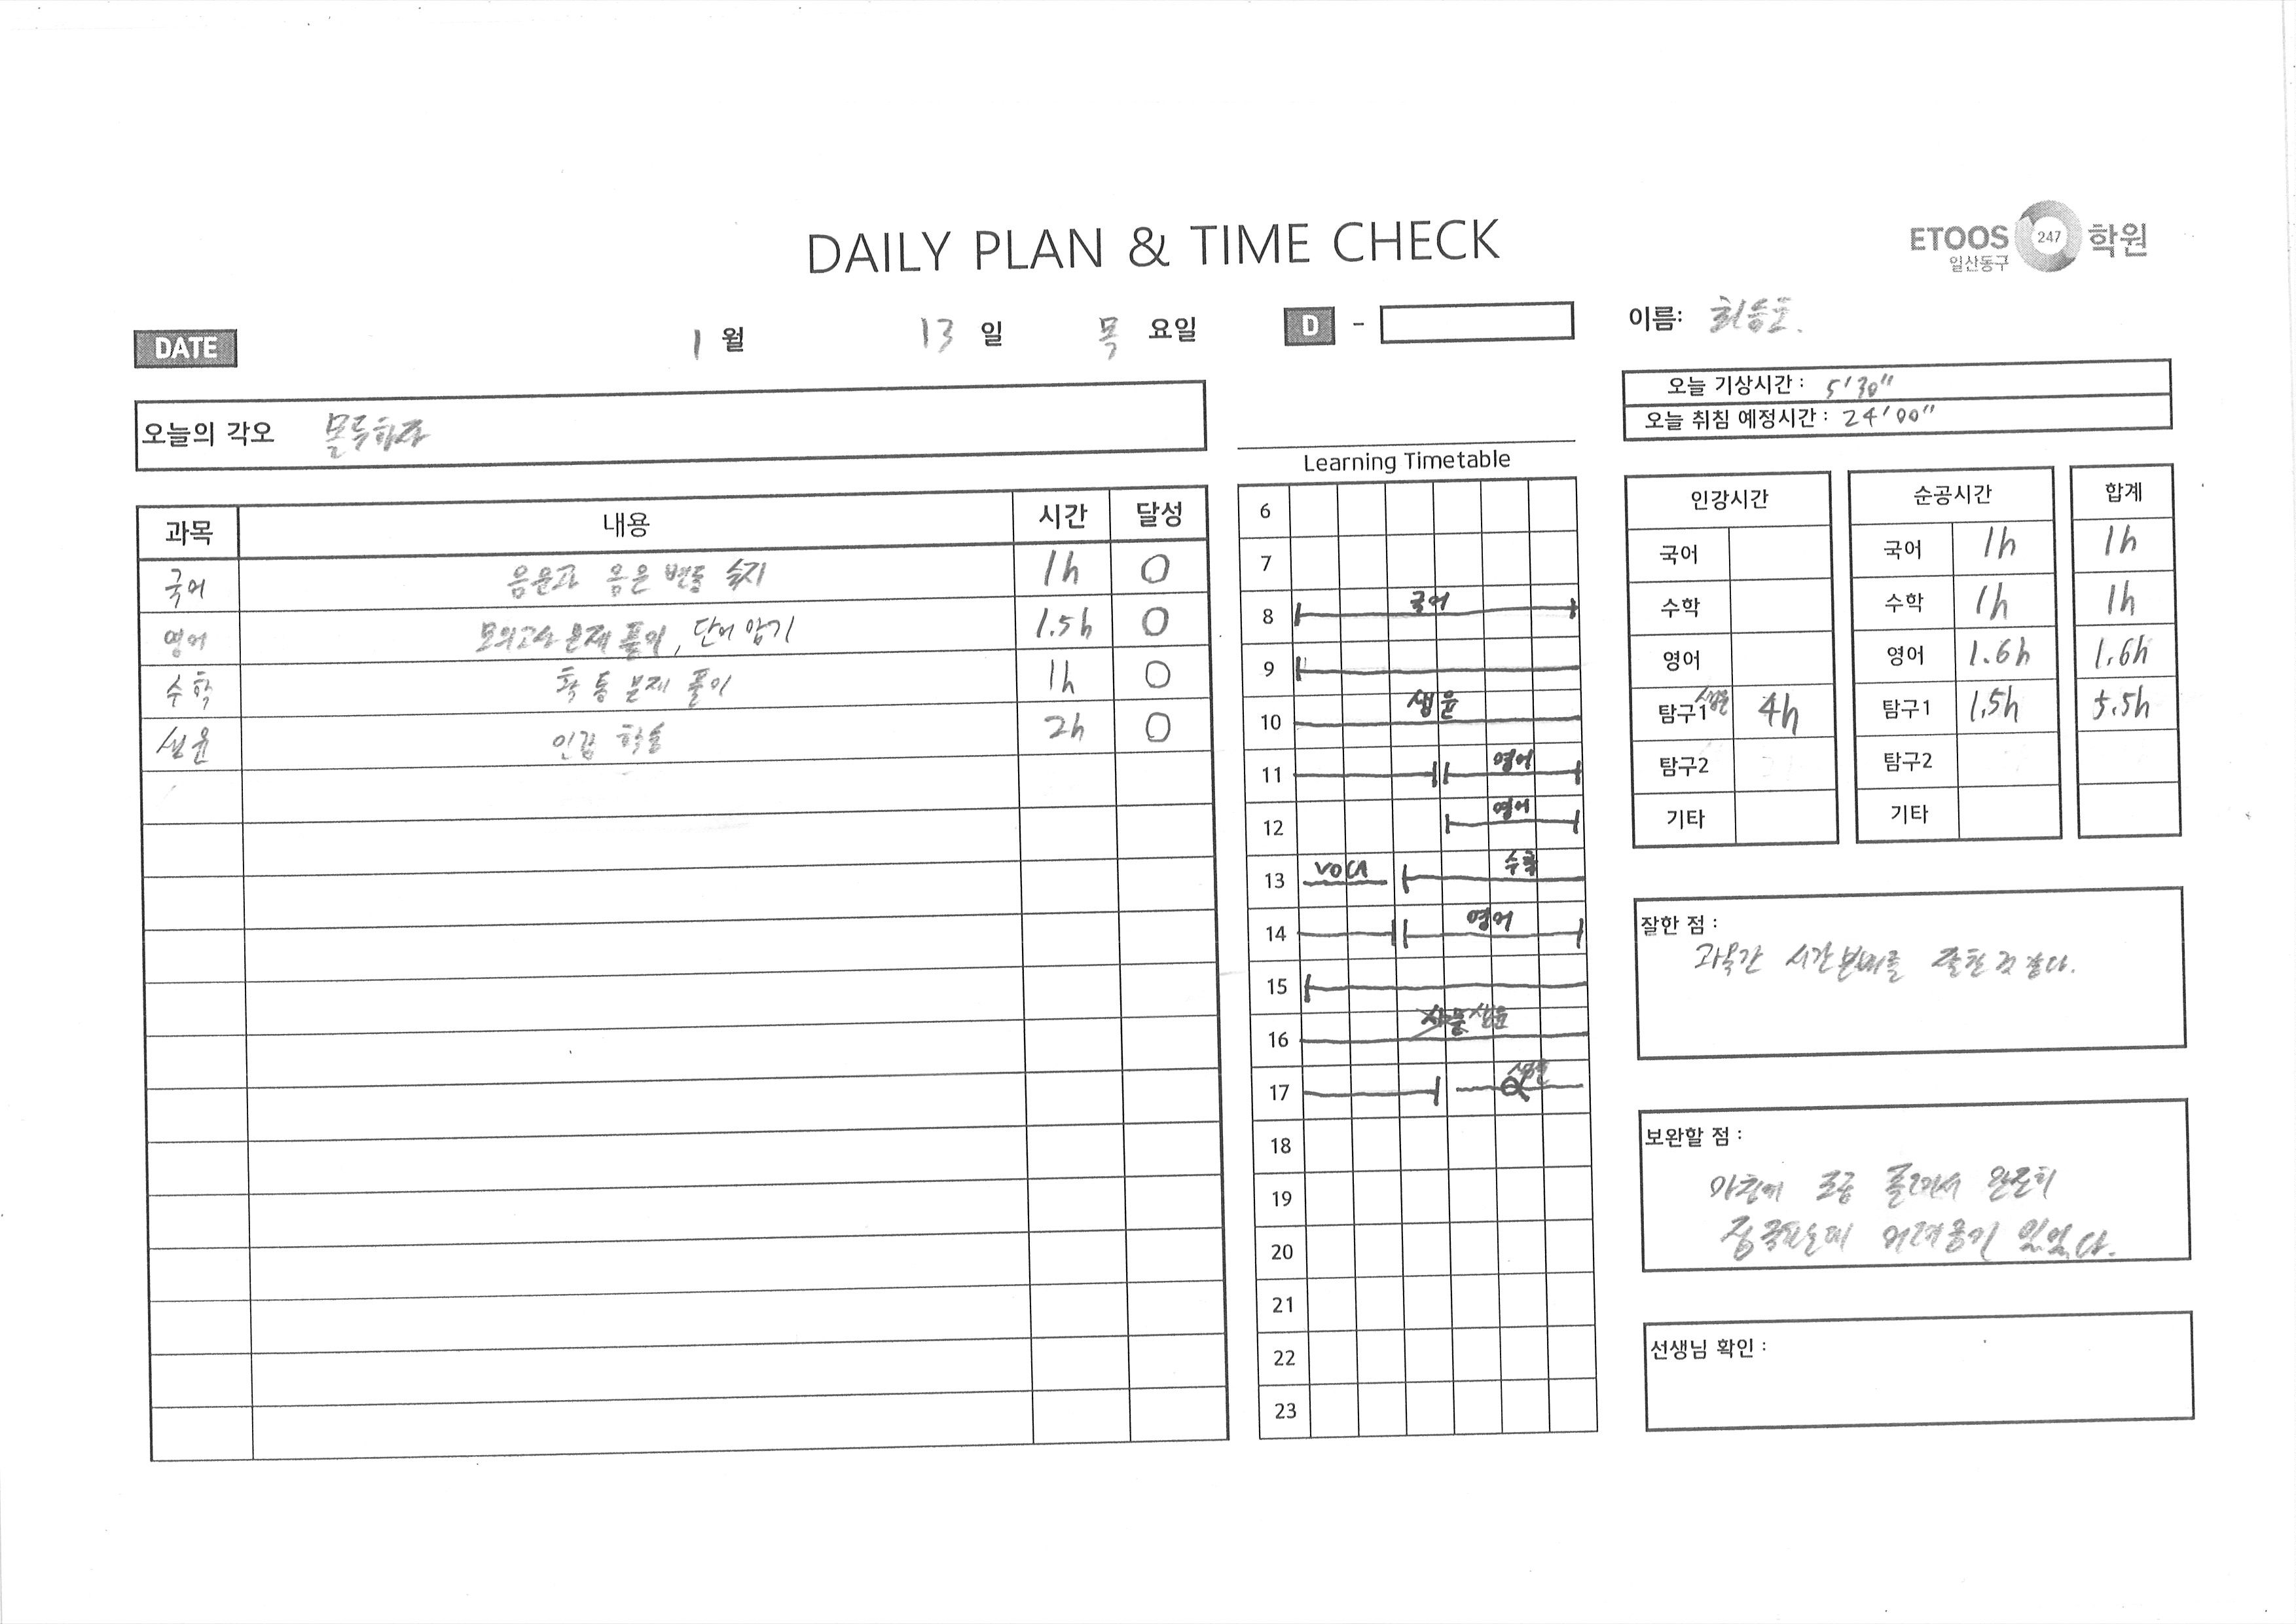 DAILY PLAN & TIME CHECK
ETOOS 247 학원
일산동구
DATE 1 월 13 일 목 요일 D -
이름: 최승호.
오늘의 각오 몰두하자
오늘 기상시간 : 5'30"
오늘 취침 예정시간 : 24'00"
과목 내용 시간 달성
국어 음운과 음운 변동 숙지 1h O
영어 모의고사 문제 풀이, 단어 암기 1.5h O
수학 확통 문제 풀이 1h O
생윤 인강 학습 2h O
Learning Timetable
6
7
8 국어
9
10 생윤
11 영어
12 영어
13 VOCA 수학
14 영어
15
16 생윤
17 생윤 Q
18
19
20
21
22
23
인강시간 순공시간 합계
국어 국어 1h 1h
수학 수학 1h 1h
영어 영어 1.6h 1.6h
탐구1 생윤 4h 탐구1 1.5h 5.5h
탐구2 탐구2
기타 기타
잘한 점 :
과목간 시간분배를 잘한 것 같다.
보완할 점 :
아침에 조금 졸려서 완전히
집중하는데 어려움이 있었다.
선생님 확인 :